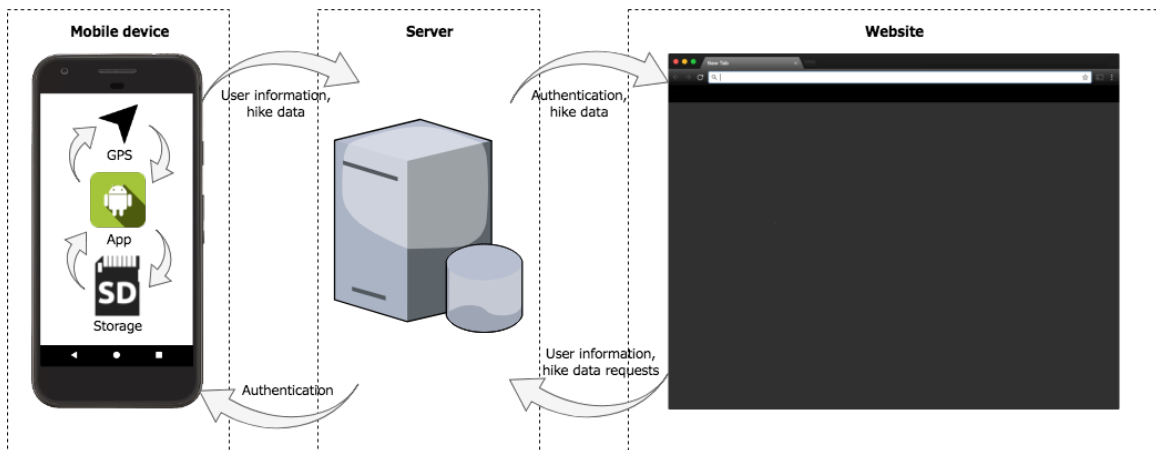 Mobile device
Server
Website
New Tab
User information,
hike data
Authentication,
hike data
GPS
App
SD
Storage
User information,
hike data requests
Authentication